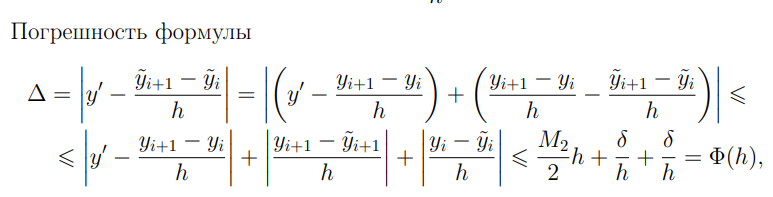 Погрешность формулы
Δ = |y′ − (ỹ_{i+1} − ỹ_i)/h| = |(y′ − (y_{i+1} − y_i)/h) + ((y_{i+1} − y_i)/h − (ỹ_{i+1} − ỹ_i)/h)| ⩽
⩽ |y′ − (y_{i+1} − y_i)/h| + |(y_{i+1} − ỹ_{i+1})/h| + |(y_i − ỹ_i)/h| ⩽ (M_2/2)h + δ/h + δ/h = Φ(h),